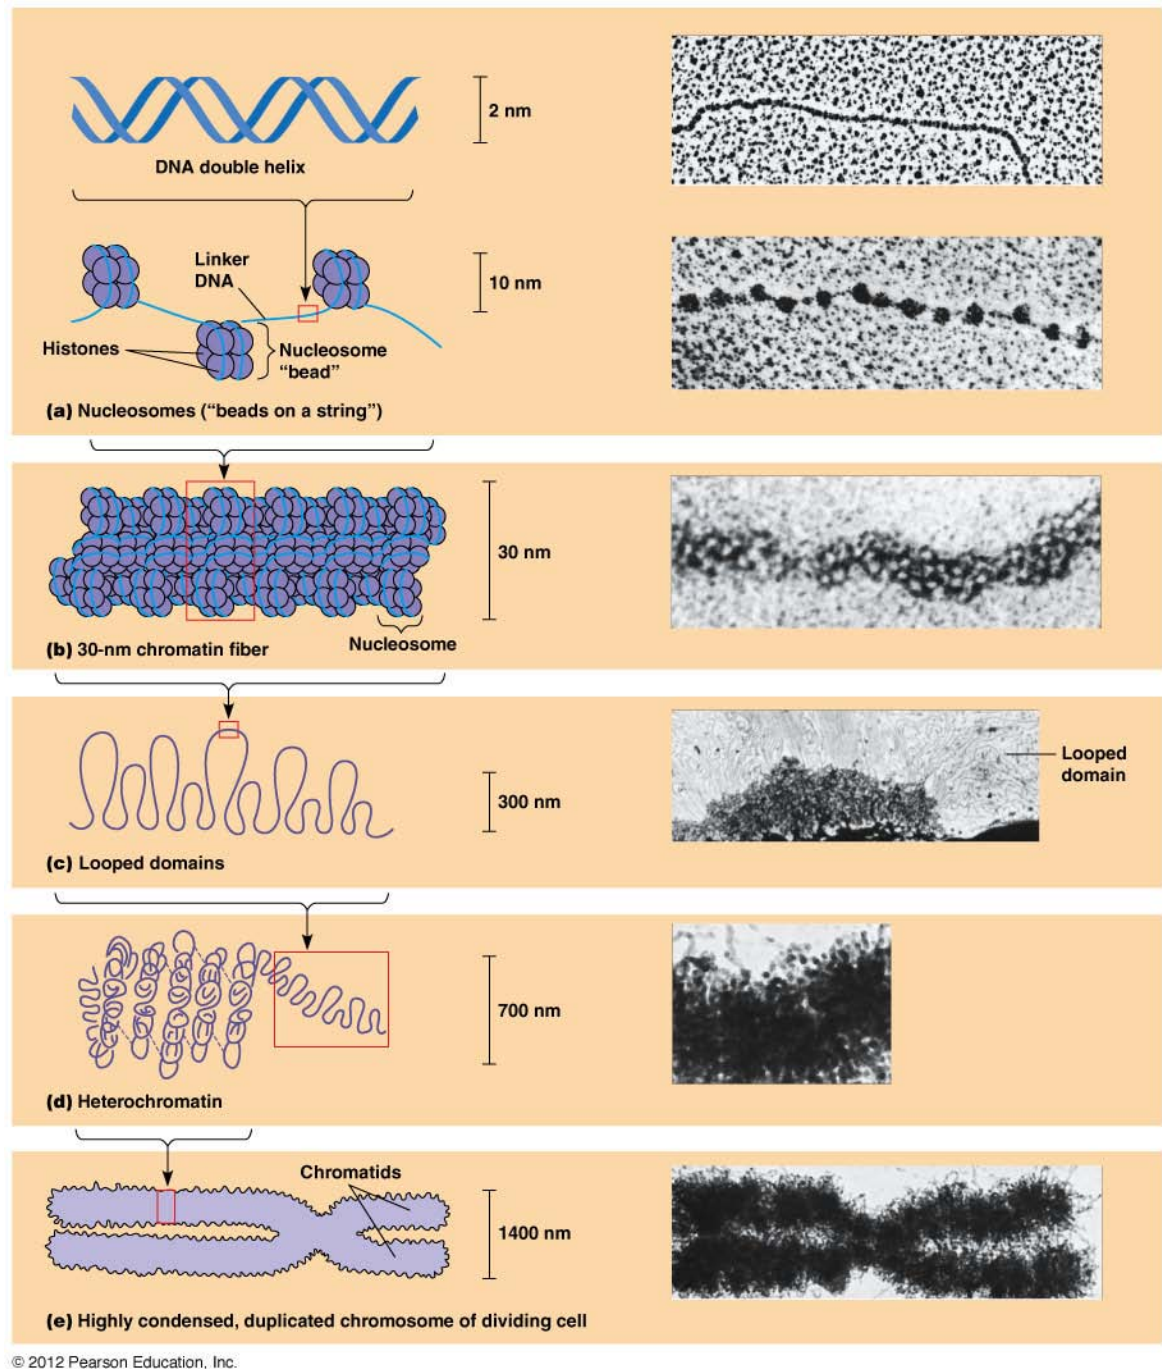 2 nm
DNA double helix
Linker
DNA
10 nm
Histones
Nucleosome
“bead”
(a) Nucleosomes (“beads on a string”)
30 nm
Nucleosome
(b) 30-nm chromatin fiber
Looped
domain
300 nm
(c) Looped domains
700 nm
(d) Heterochromatin
Chromatids
1400 nm
(e) Highly condensed, duplicated chromosome of dividing cell
© 2012 Pearson Education, Inc.